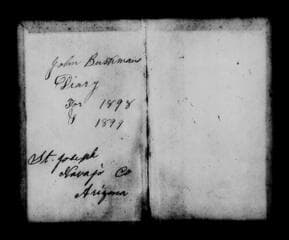 John Bushman
Diary
For 1898
& 1899
St. Joseph
Navajo Co
Arizona